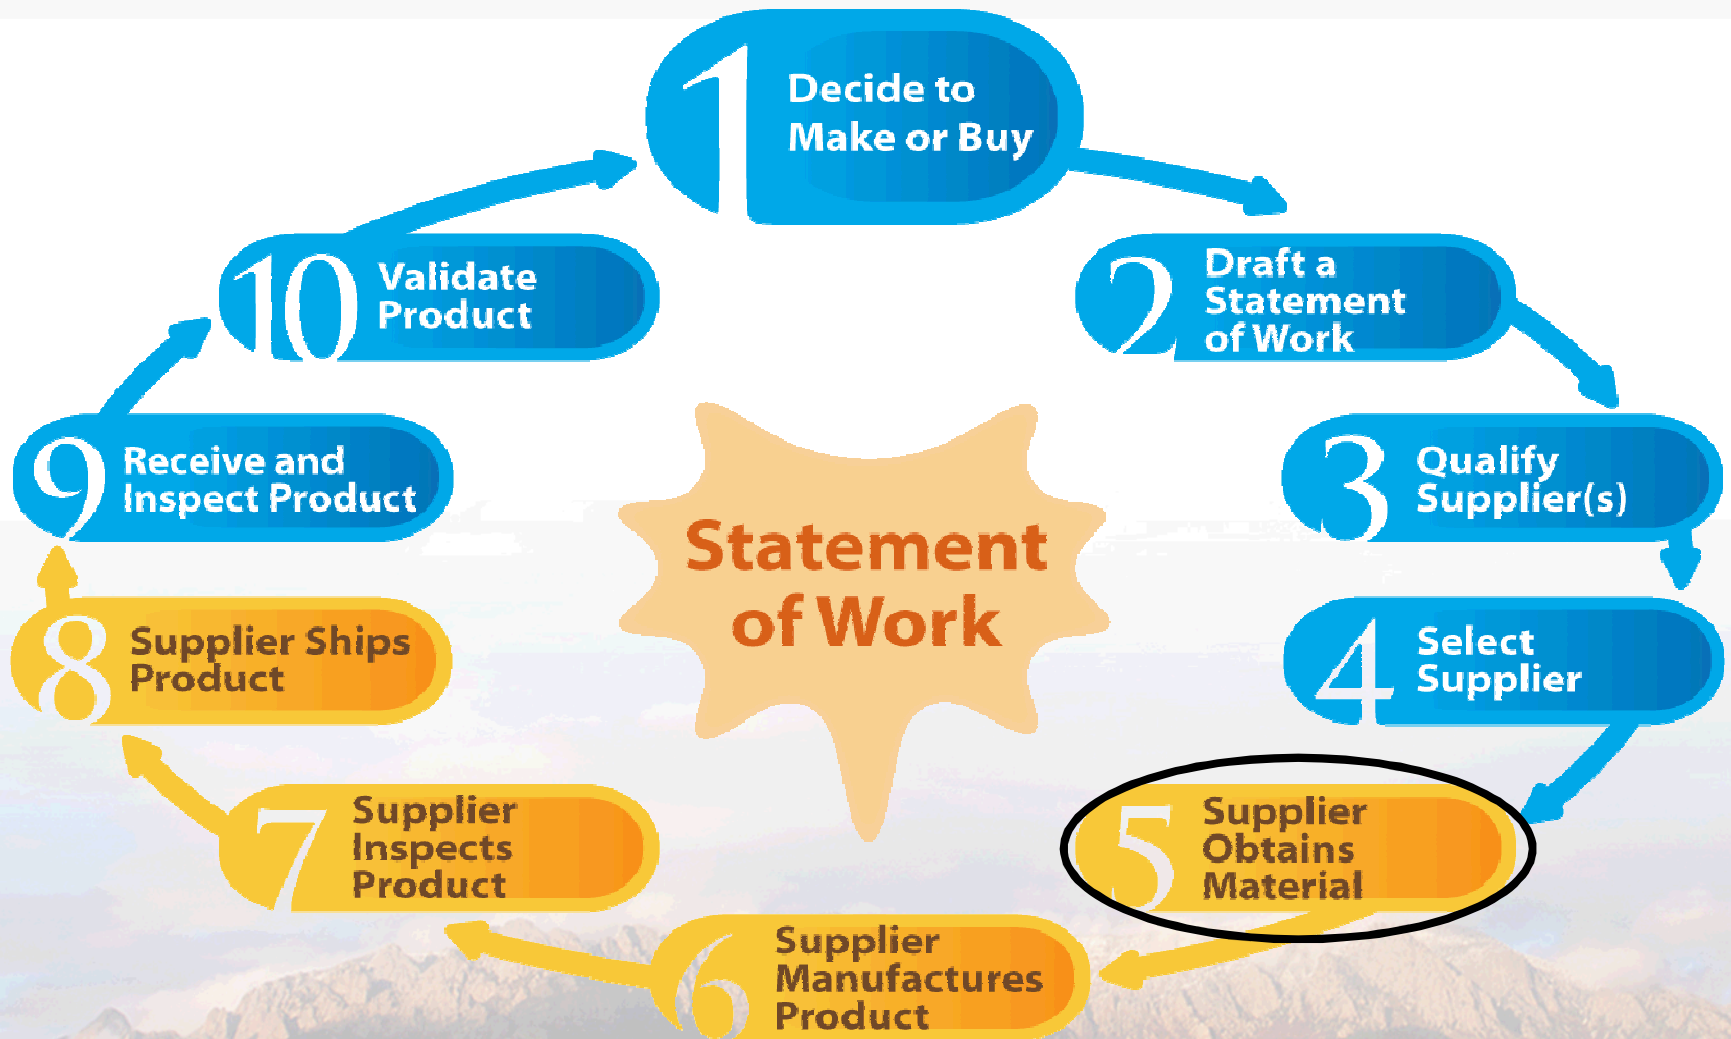 1
Decide to
Make or Buy
2
Draft a
Statement
of Work
3
Qualify
Supplier(s)
4
Select
Supplier
5
Supplier
Obtains
Material
6
Supplier
Manufactures
Product
7
Supplier
Inspects
Product
8
Supplier Ships
Product
9
Receive and
Inspect Product
10
Validate
Product
Statement
of Work